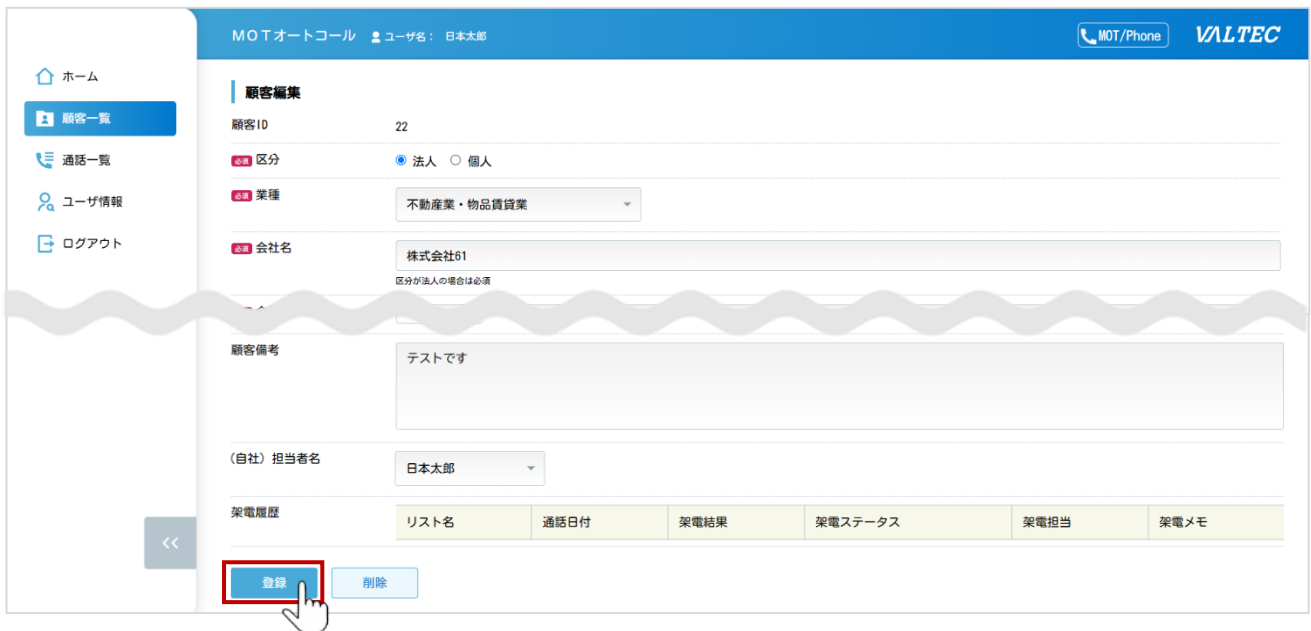 MOTオートコール ユーザ名： 日本太郎
MOT/Phone
VALTEC
ホーム
顧客一覧
通話一覧
ユーザ情報
ログアウト
<<
顧客編集
顧客ID 22
必須 区分 法人 個人
必須 業種 不動産業・物品賃貸業
必須 会社名 株式会社61
区分が法人の場合は必須
顧客備考 テストです
(自社) 担当者名 日本太郎
架電履歴 リスト名 通話日付 架電結果 架電ステータス 架電担当 架電メモ
登録 削除